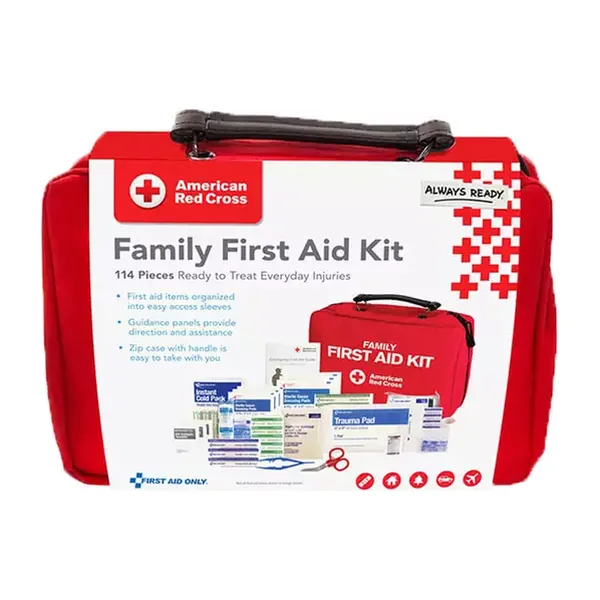 American
Red Cross
ALWAYS READY.
Family First Aid Kit
114 Pieces Ready to Treat Everyday Injuries
• First aid items organized
into easy access sleeves
• Guidance panels provide
direction and assistance
• Zip case with handle is
easy to take with you
FAMILY
FIRST AID KIT
American
Red Cross
Instant
Cold Pack
Trauma Pad
FIRST AID ONLY